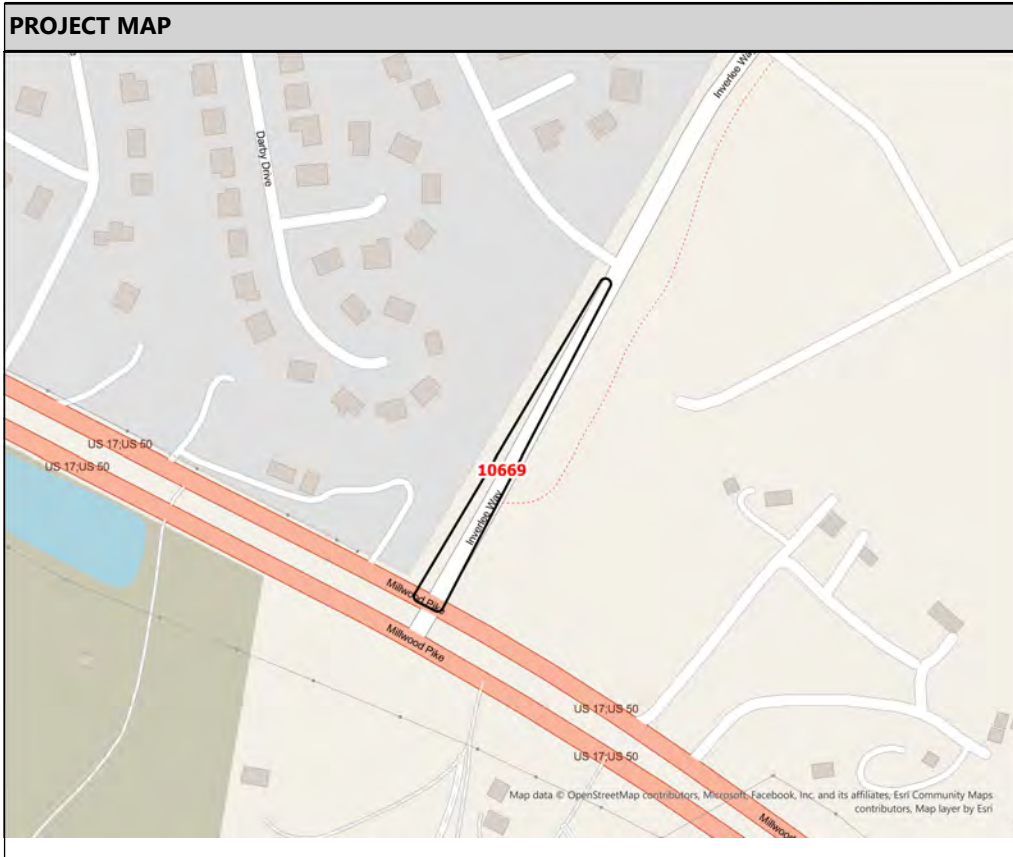 PROJECT MAP
Inverlee Way
Darby Drive
US 17;US 50
US 17;US 50
10669
Inverlee Way
Millwood Pike
Millwood Pike
US 17;US 50
US 17;US 50
Map data © OpenStreetMap contributors, Microsoft, Facebook, Inc. and its affiliates, Esri Community Maps
contributors, Map layer by Esri
Millwood